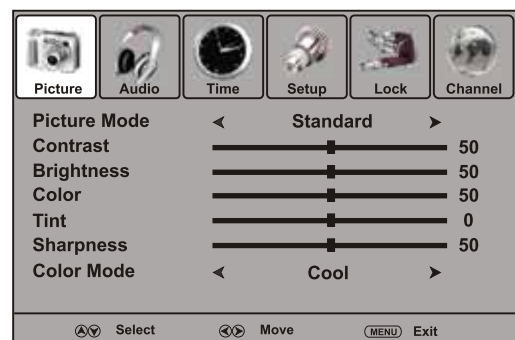 Picture Audio Time Setup Lock Channel
Picture Mode Standard
Contrast 50
Brightness 50
Color 50
Tint 0
Sharpness 50
Color Mode Cool
Select Move MENU Exit